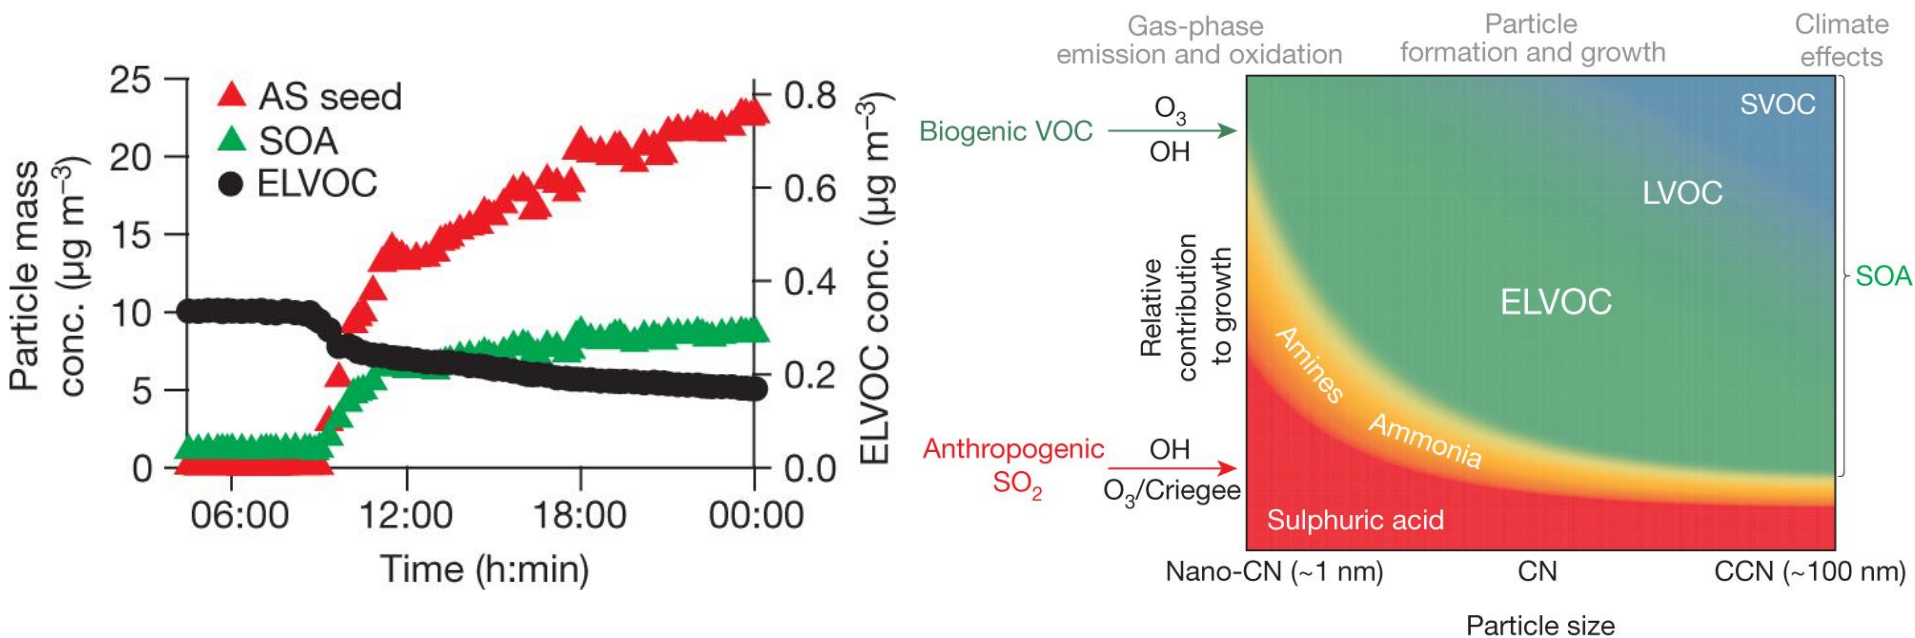 25
20
15
10
5
0
Particle mass
conc. (μg m⁻³)
AS seed
SOA
ELVOC
0.8
0.6
0.4
0.2
0.0
ELVOC conc. (μg m⁻³)
06:00 12:00 18:00 00:00
Time (h:min)
Gas-phase
emission and oxidation
Particle
formation and growth
Climate
effects
Biogenic VOC
O₃
OH
Relative
contribution
to growth
Anthropogenic
SO₂
OH
O₃/Criegee
SVOC
LVOC
ELVOC
Amines
Ammonia
Sulphuric acid
SOA
Nano-CN (~1 nm) CN CCN (~100 nm)
Particle size